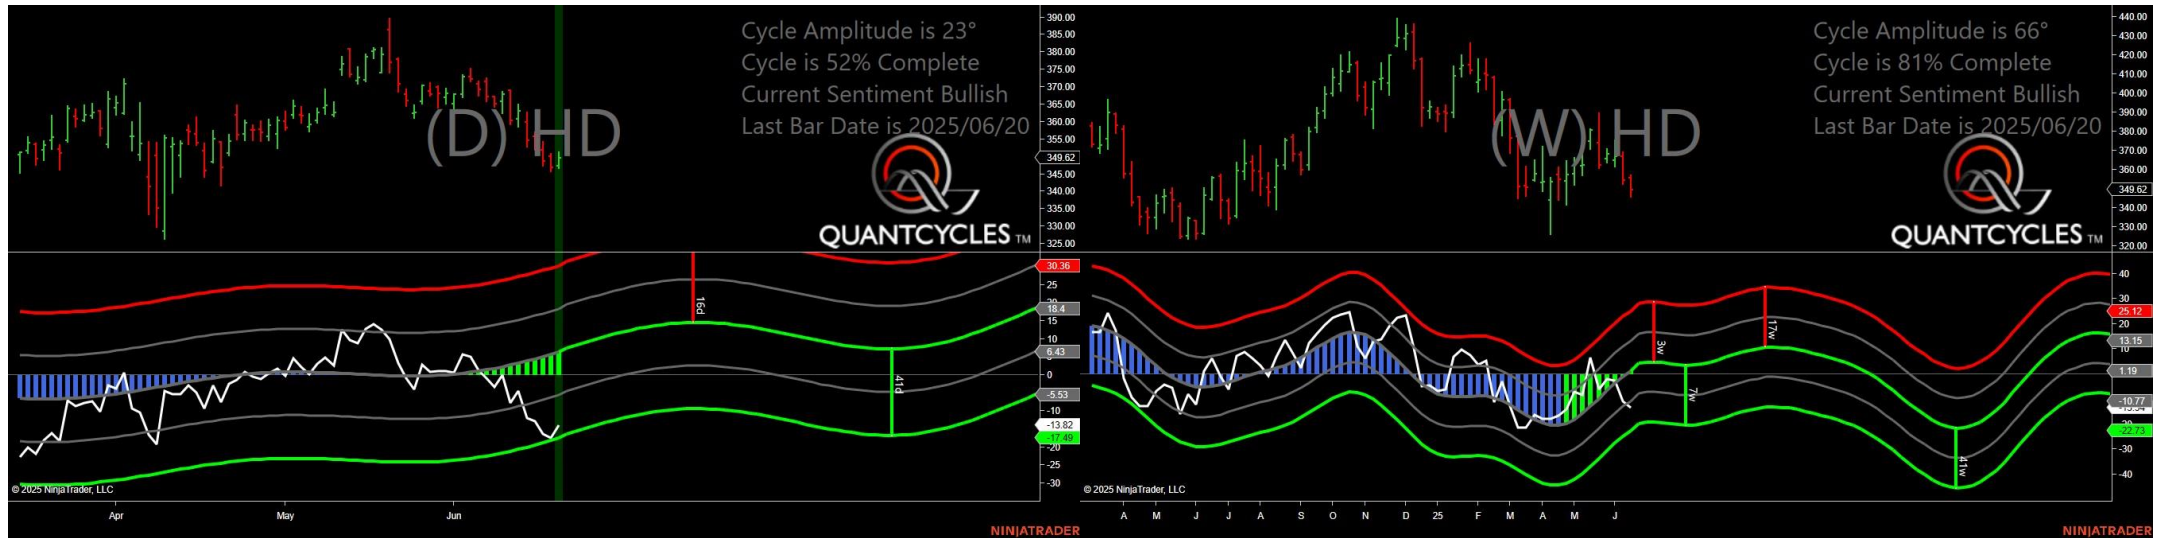 Cycle Amplitude is 23°
Cycle is 52% Complete
Current Sentiment Bullish
Last Bar Date is 2025/06/20
(D) HD
QUANTCYCLES TM
390.00
385.00
380.00
375.00
370.00
365.00
360.00
355.00
349.62
345.00
340.00
335.00
330.00
325.00
30.36
25
18.4
15
10
6.43
0
-5.53
-10
-13.82
-17.49
-20
-25
-30
16d
41d
© 2025 NinjaTrader, LLC
Apr May Jun
NINJATRADER
Cycle Amplitude is 66°
Cycle is 81% Complete
Current Sentiment Bullish
Last Bar Date is 2025/06/20
(W) HD
QUANTCYCLES TM
440.00
430.00
420.00
410.00
400.00
390.00
380.00
370.00
360.00
349.62
340.00
330.00
320.00
40
30
25.12
20
13.15
1.19
-10.77
-22.73
-30
-40
3w
7w
17w
41w
© 2025 NinjaTrader, LLC
A M J J A S O N D 25 F M A M J
NINJATRADER